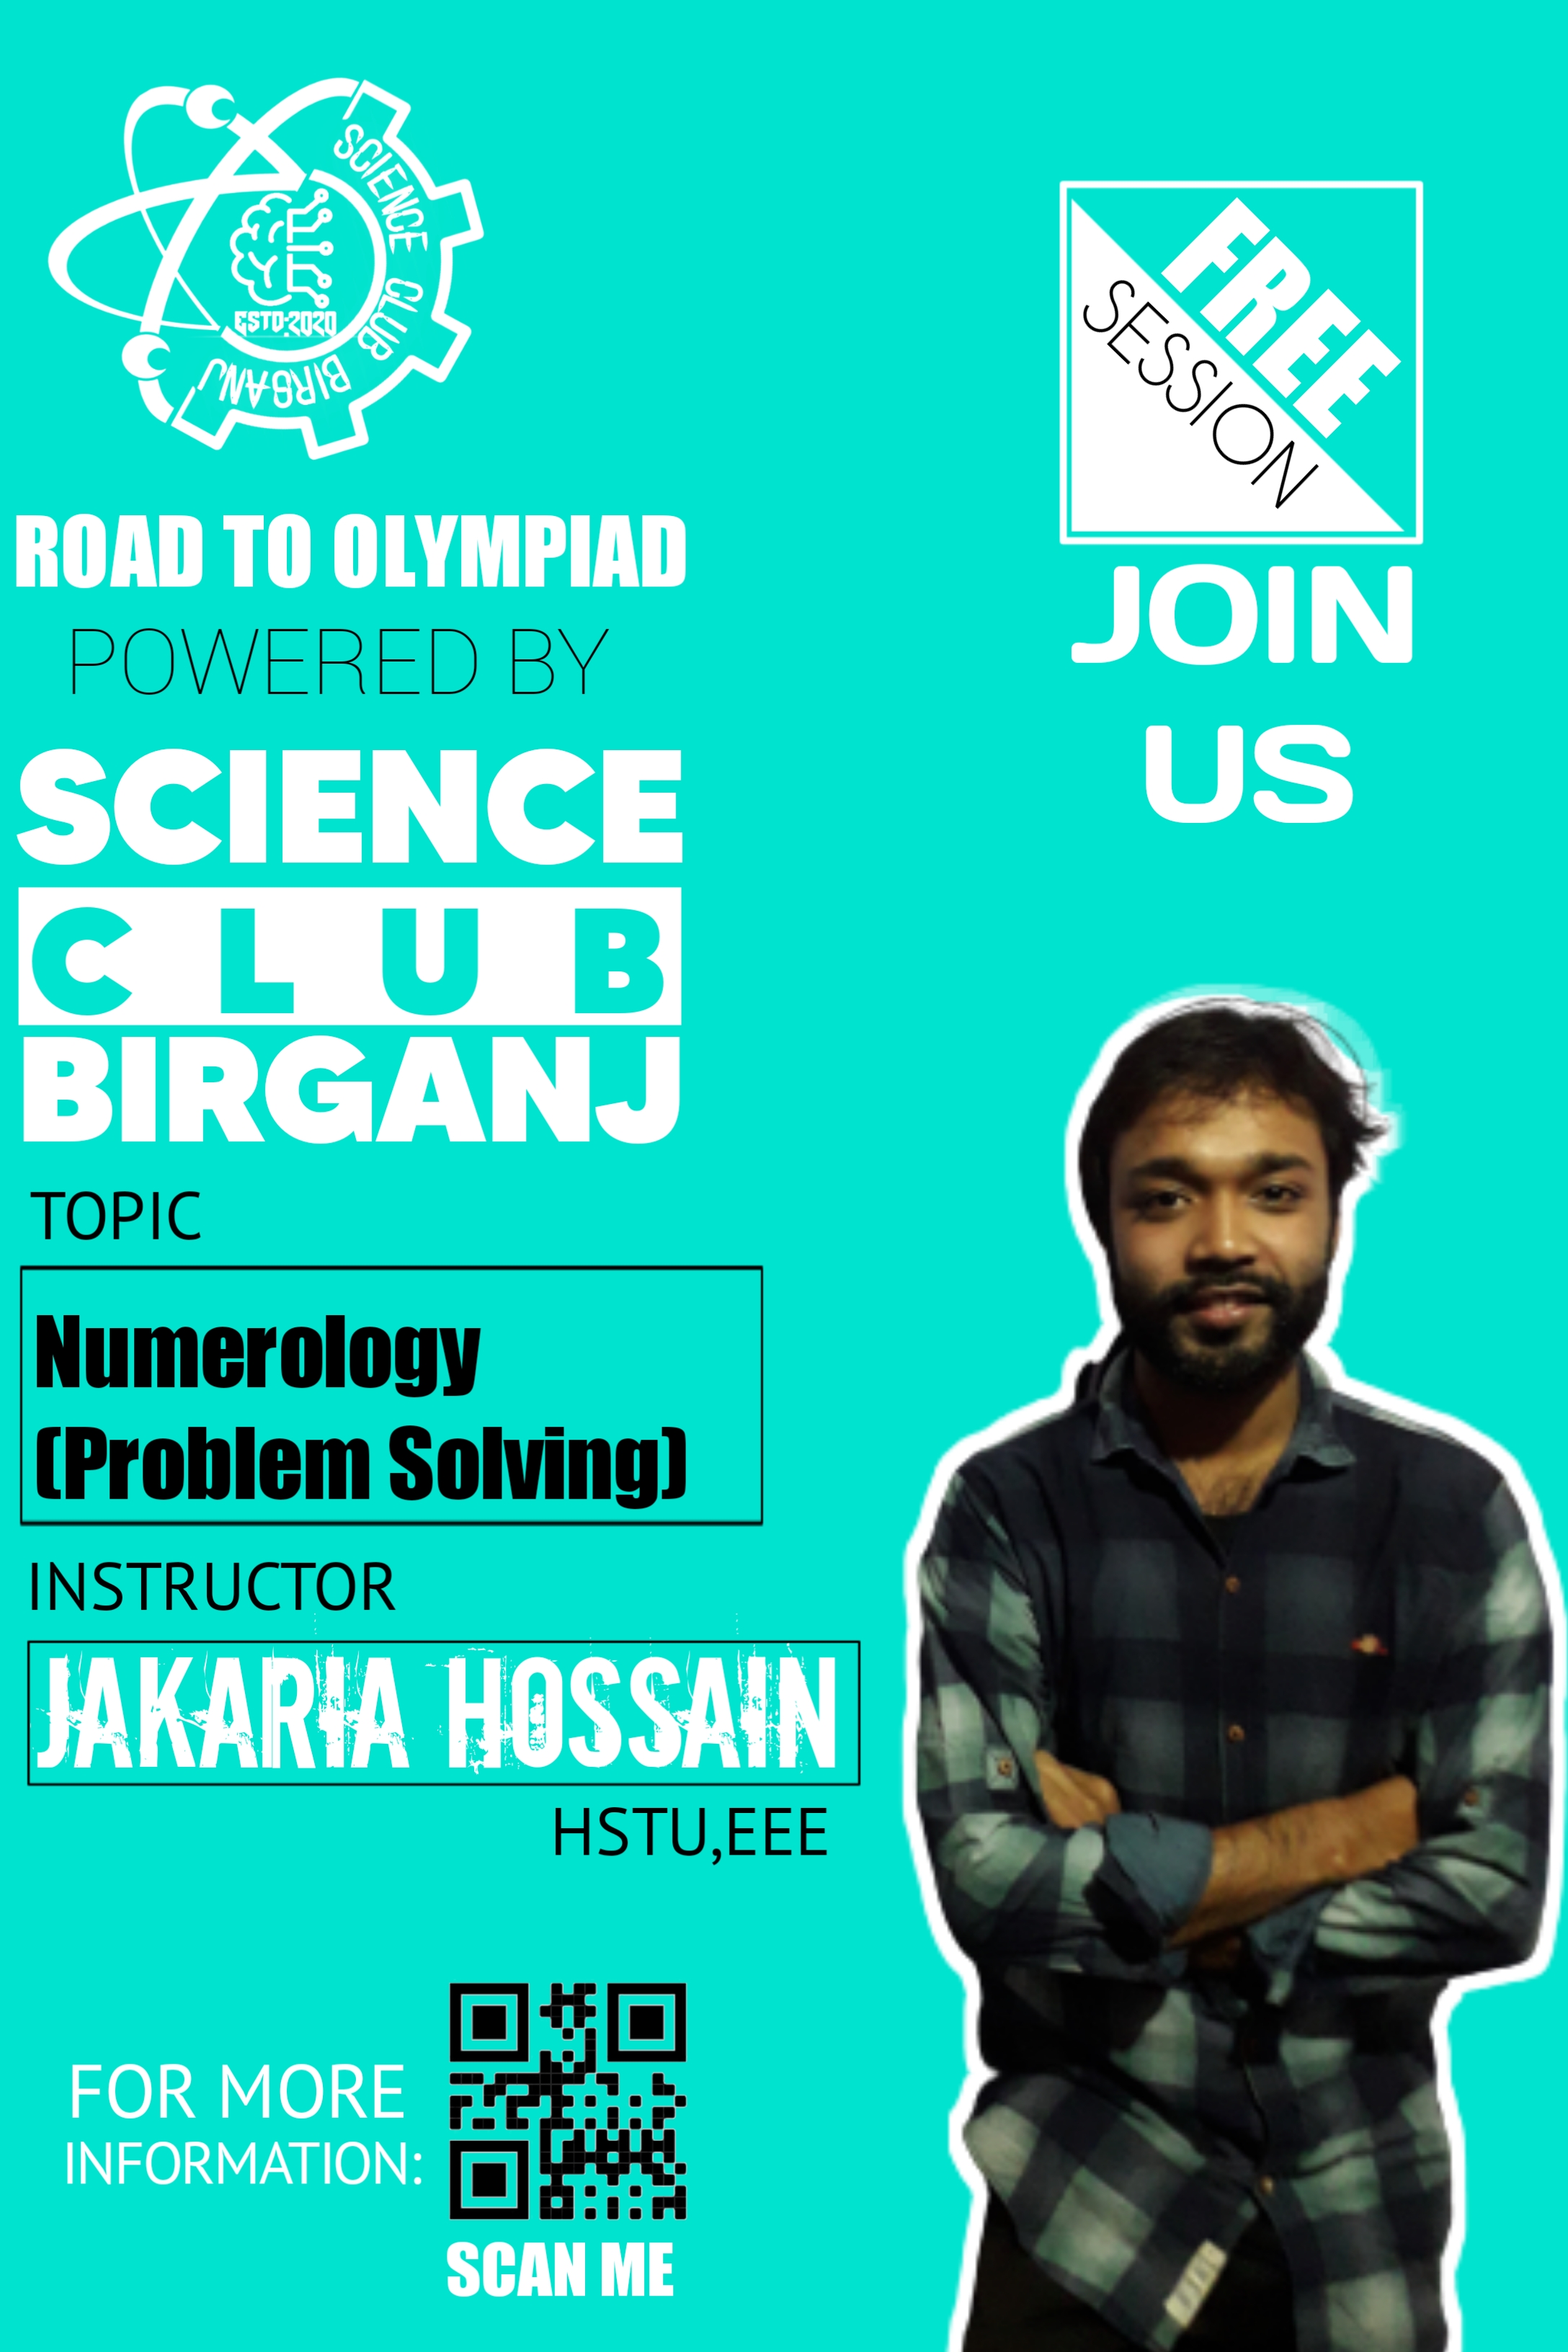 SCIENCE CLUB BIRGANJ
ESTD:2020
FREE
SESSION
JOIN
US
ROAD TO OLYMPIAD
POWERED BY
SCIENCE
CLUB
BIRGANJ
TOPIC
Numerology
(Problem Solving)
INSTRUCTOR
JAKARIA HOSSAIN
HSTU,EEE
FOR MORE
INFORMATION:
SCAN ME